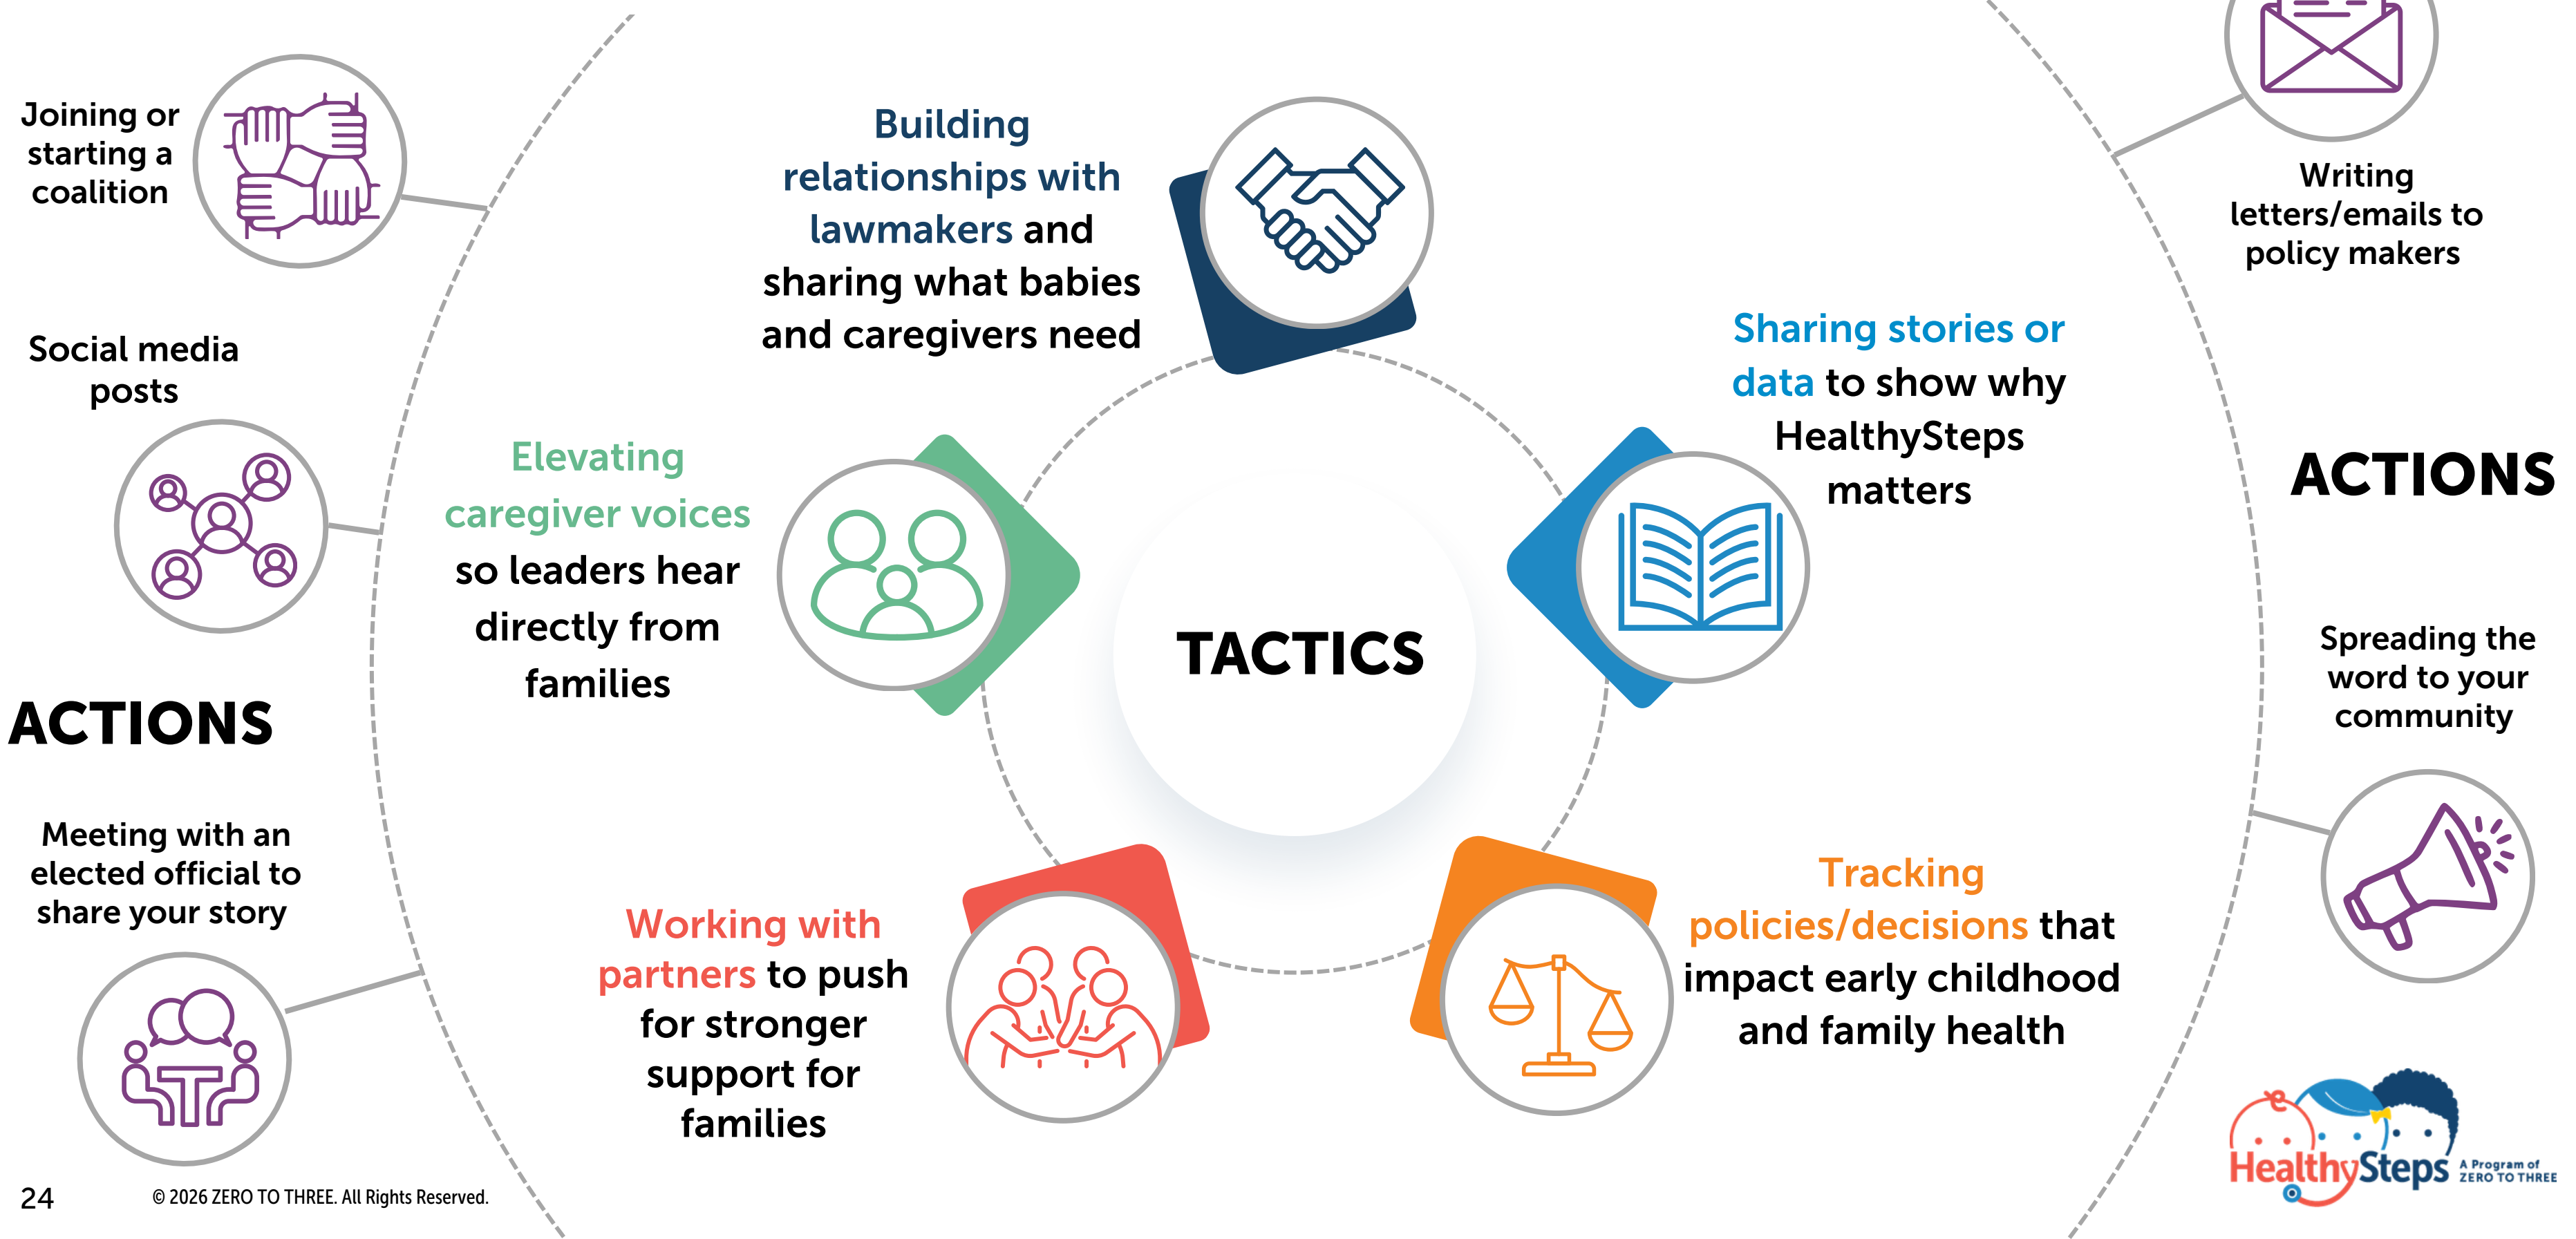 Joining or
starting a
coalition
Social media
posts
ACTIONS
Meeting with an
elected official to
share your story
Building
relationships with
lawmakers and
sharing what babies
and caregivers need
Elevating
caregiver voices
so leaders hear
directly from
families
TACTICS
Sharing stories or
data to show why
HealthySteps
matters
Working with
partners to push
for stronger
support for
families
Tracking
policies/decisions that
impact early childhood
and family health
Writing
letters/emails to
policy makers
ACTIONS
Spreading the
word to your
community
HealthySteps
A Program of
ZERO TO THREE
24
© 2026 ZERO TO THREE. All Rights Reserved.